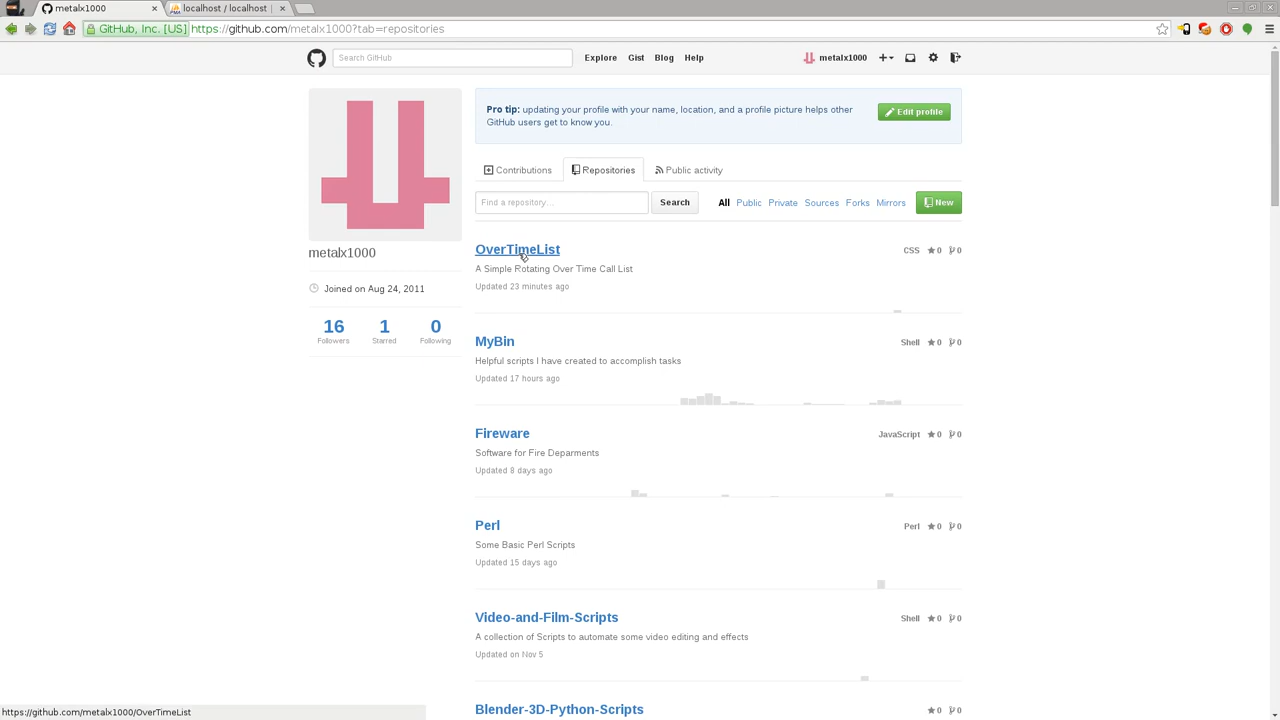 metalx1000
localhost / localhost |
GitHub, Inc. [US] https://github.com/metalx1000?tab=repositories
Search GitHub
Explore Gist Blog Help
metalx1000
Pro tip: updating your profile with your name, location, and a profile picture helps other
GitHub users get to know you.
Edit profile
Contributions Repositories Public activity
Find a repository…
Search
All Public Private Sources Forks Mirrors
New
metalx1000
Joined on Aug 24, 2011
16 1 0
Followers Starred Following
OverTimeList
CSS 0 0
A Simple Rotating Over Time Call List
Updated 23 minutes ago
MyBin
Shell 0 0
Helpful scripts I have created to accomplish tasks
Updated 17 hours ago
Fireware
JavaScript 0 0
Software for Fire Deparments
Updated 8 days ago
Perl
Perl 0 0
Some Basic Perl Scripts
Updated 15 days ago
Video-and-Film-Scripts
Shell 0 0
A collection of Scripts to automate some video editing and effects
Updated on Nov 5
Blender-3D-Python-Scripts
0 0
https://github.com/metalx1000/OverTimeList